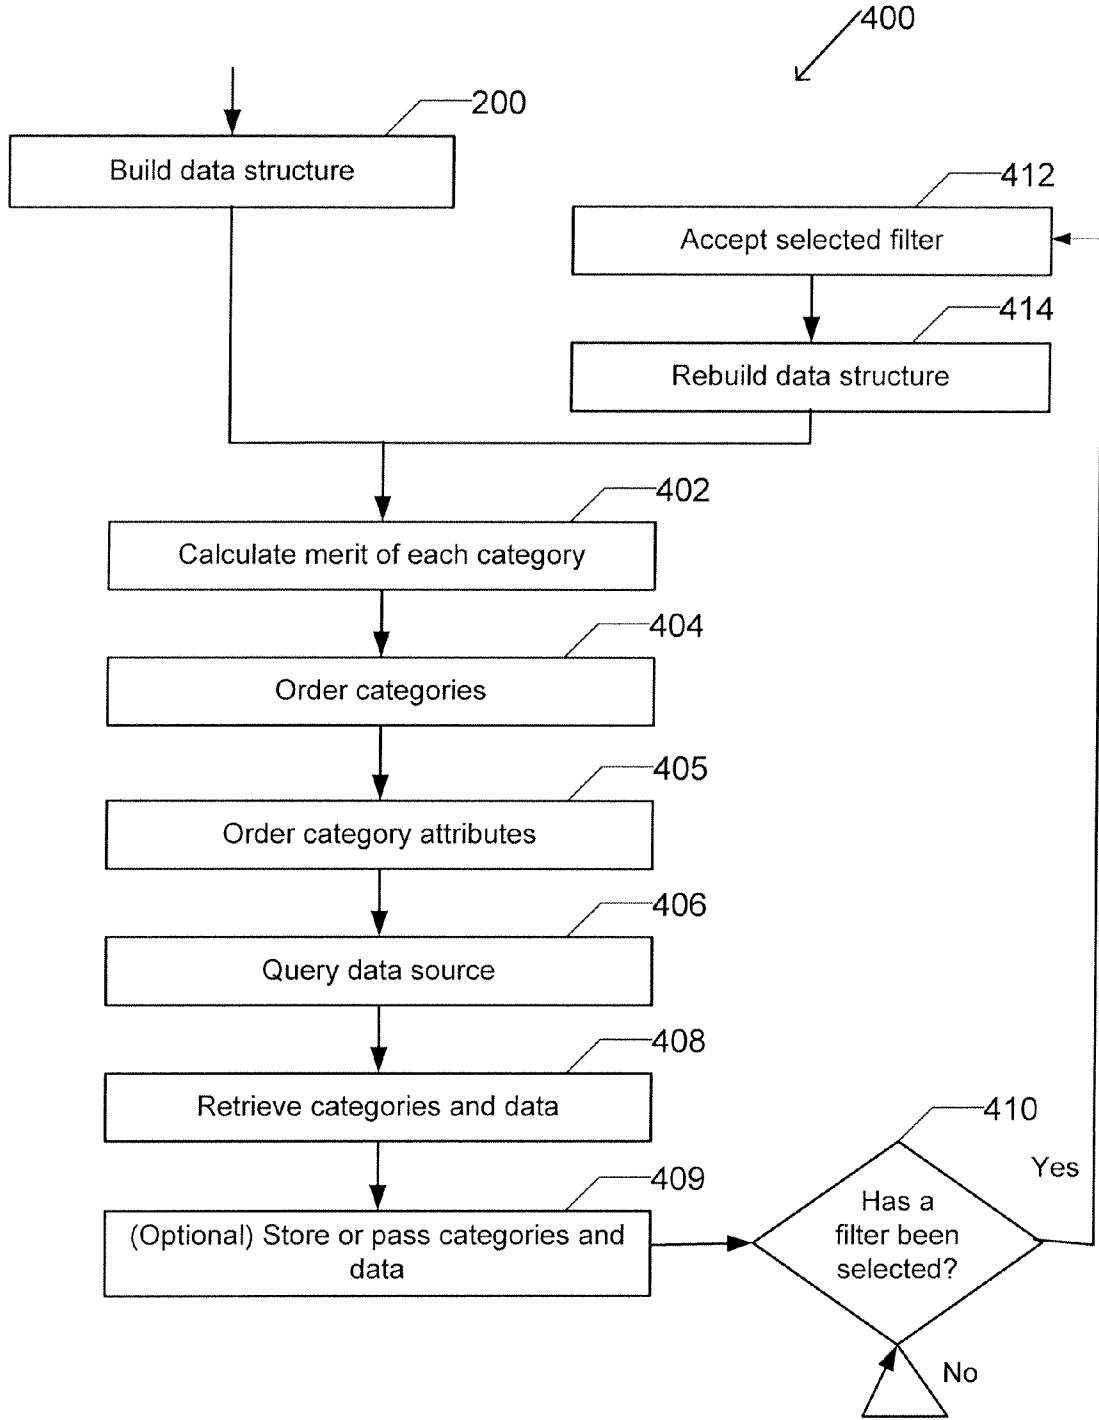 400
200
Build data structure
412
Accept selected filter
414
Rebuild data structure
402
Calculate merit of each category
404
Order categories
405
Order category attributes
406
Query data source
408
Retrieve categories and data
409
(Optional) Store or pass categories and
data
410
Has a
filter been
selected?
Yes
No